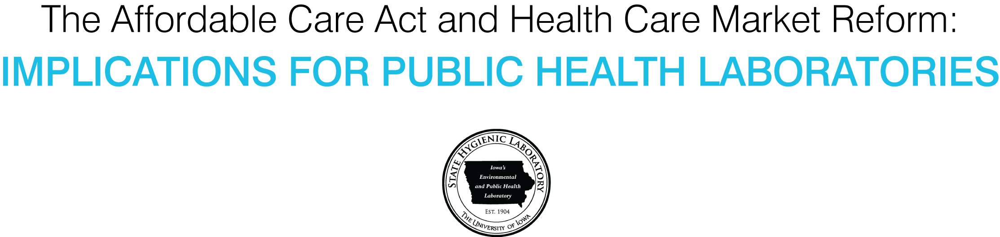 The Affordable Care Act and Health Care Market Reform:
IMPLICATIONS FOR PUBLIC HEALTH LABORATORIES
STATE HYGIENIC LABORATORY
Iowa's
Environmental
and Public Health
Laboratory
EST. 1904
THE UNIVERSITY OF IOWA